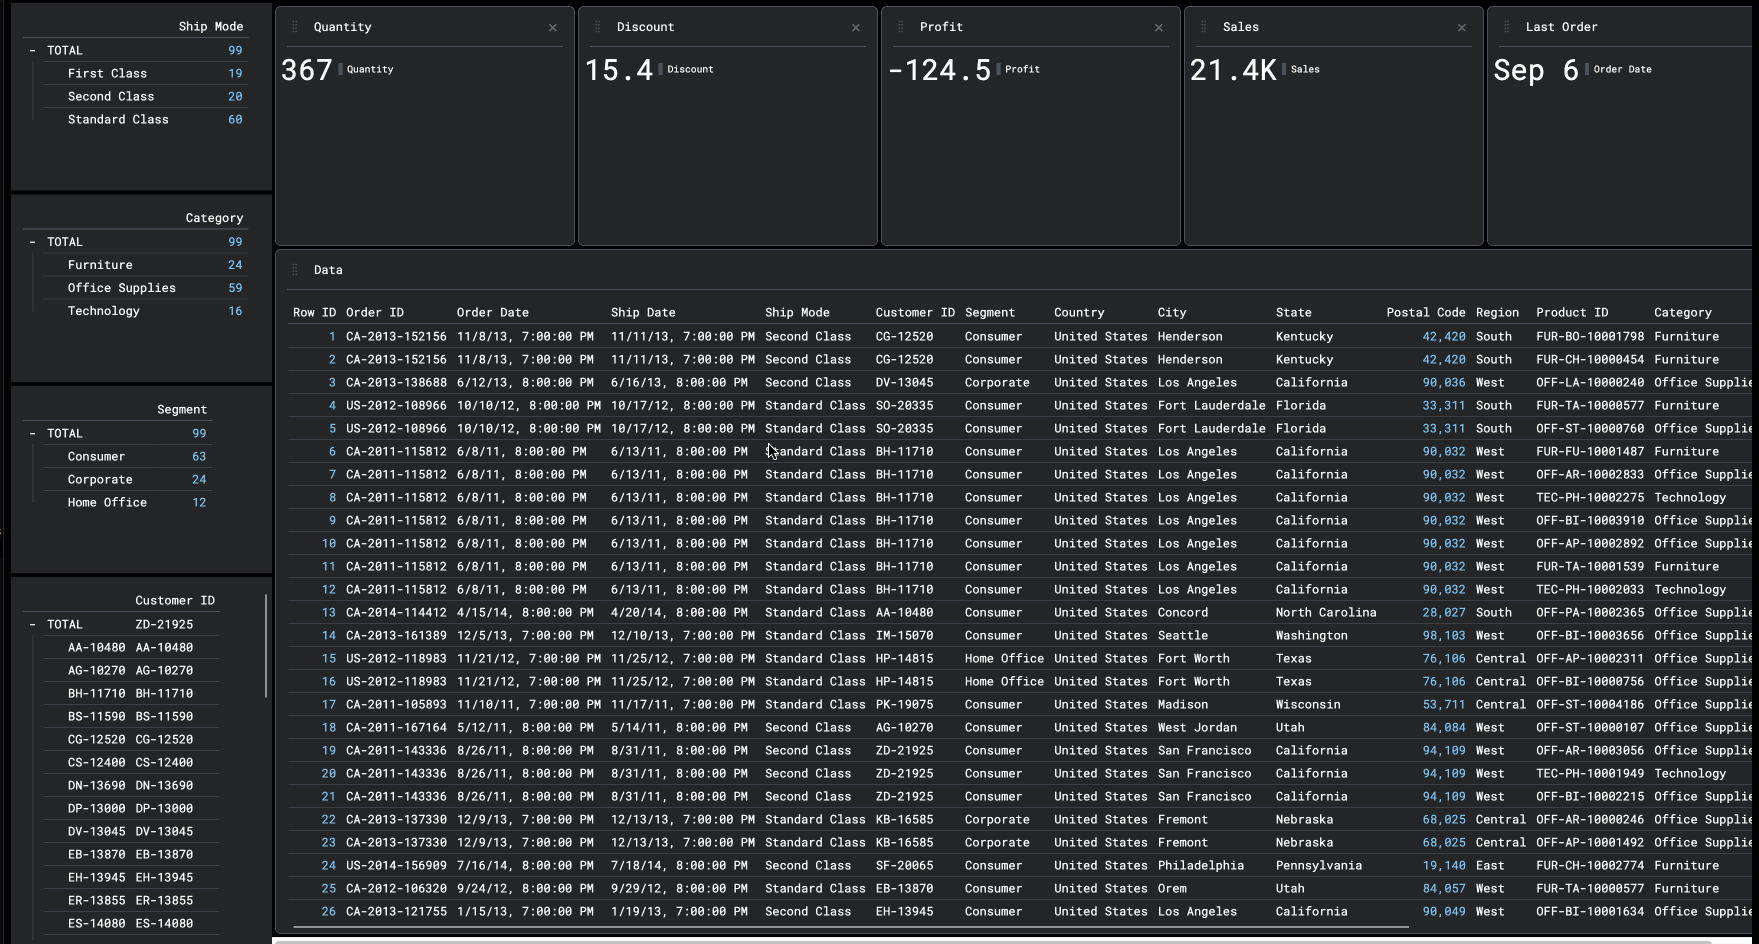 Ship Mode
− TOTAL 99
First Class 19
Second Class 20
Standard Class 60
Category
− TOTAL 99
Furniture 24
Office Supplies 59
Technology 16
Segment
− TOTAL 99
Consumer 63
Corporate 24
Home Office 12
Customer ID
− TOTAL ZD-21925
AA-10480 AA-10480
AG-10270 AG-10270
BH-11710 BH-11710
BS-11590 BS-11590
CG-12520 CG-12520
CS-12400 CS-12400
DN-13690 DN-13690
DP-13000 DP-13000
DV-13045 DV-13045
EB-13870 EB-13870
EH-13945 EH-13945
ER-13855 ER-13855
ES-14080 ES-14080
Quantity ×
367 Quantity
Discount ×
15.4 Discount
Profit ×
-124.5 Profit
Sales ×
21.4K Sales
Last Order
Sep 6 Order Date
Data
Row ID Order ID Order Date Ship Date Ship Mode Customer ID Segment Country City State Postal Code Region Product ID Category
1 CA-2013-152156 11/8/13, 7:00:00 PM 11/11/13, 7:00:00 PM Second Class CG-12520 Consumer United States Henderson Kentucky 42,420 South FUR-BO-10001798 Furniture
2 CA-2013-152156 11/8/13, 7:00:00 PM 11/11/13, 7:00:00 PM Second Class CG-12520 Consumer United States Henderson Kentucky 42,420 South FUR-CH-10000454 Furniture
3 CA-2013-138688 6/12/13, 8:00:00 PM 6/16/13, 8:00:00 PM Second Class DV-13045 Corporate United States Los Angeles California 90,036 West OFF-LA-10000240 Office Supplie
4 US-2012-108966 10/10/12, 8:00:00 PM 10/17/12, 8:00:00 PM Standard Class SO-20335 Consumer United States Fort Lauderdale Florida 33,311 South FUR-TA-10000577 Furniture
5 US-2012-108966 10/10/12, 8:00:00 PM 10/17/12, 8:00:00 PM Standard Class SO-20335 Consumer United States Fort Lauderdale Florida 33,311 South OFF-ST-10000760 Office Supplie
6 CA-2011-115812 6/8/11, 8:00:00 PM 6/13/11, 8:00:00 PM Standard Class BH-11710 Consumer United States Los Angeles California 90,032 West FUR-FU-10001487 Furniture
7 CA-2011-115812 6/8/11, 8:00:00 PM 6/13/11, 8:00:00 PM Standard Class BH-11710 Consumer United States Los Angeles California 90,032 West OFF-AR-10002833 Office Supplie
8 CA-2011-115812 6/8/11, 8:00:00 PM 6/13/11, 8:00:00 PM Standard Class BH-11710 Consumer United States Los Angeles California 90,032 West TEC-PH-10002275 Technology
9 CA-2011-115812 6/8/11, 8:00:00 PM 6/13/11, 8:00:00 PM Standard Class BH-11710 Consumer United States Los Angeles California 90,032 West OFF-BI-10003910 Office Supplie
10 CA-2011-115812 6/8/11, 8:00:00 PM 6/13/11, 8:00:00 PM Standard Class BH-11710 Consumer United States Los Angeles California 90,032 West OFF-AP-10002892 Office Supplie
11 CA-2011-115812 6/8/11, 8:00:00 PM 6/13/11, 8:00:00 PM Standard Class BH-11710 Consumer United States Los Angeles California 90,032 West FUR-TA-10001539 Furniture
12 CA-2011-115812 6/8/11, 8:00:00 PM 6/13/11, 8:00:00 PM Standard Class BH-11710 Consumer United States Los Angeles California 90,032 West TEC-PH-10002033 Technology
13 CA-2014-114412 4/15/14, 8:00:00 PM 4/20/14, 8:00:00 PM Standard Class AA-10480 Consumer United States Concord North Carolina 28,027 South OFF-PA-10002365 Office Supplie
14 CA-2013-161389 12/5/13, 7:00:00 PM 12/10/13, 7:00:00 PM Standard Class IM-15070 Consumer United States Seattle Washington 98,103 West OFF-BI-10003656 Office Supplie
15 US-2012-118983 11/21/12, 7:00:00 PM 11/25/12, 7:00:00 PM Standard Class HP-14815 Home Office United States Fort Worth Texas 76,106 Central OFF-AP-10002311 Office Supplie
16 US-2012-118983 11/21/12, 7:00:00 PM 11/25/12, 7:00:00 PM Standard Class HP-14815 Home Office United States Fort Worth Texas 76,106 Central OFF-BI-10000756 Office Supplie
17 CA-2011-105893 11/10/11, 7:00:00 PM 11/17/11, 7:00:00 PM Standard Class PK-19075 Consumer United States Madison Wisconsin 53,711 Central OFF-ST-10004186 Office Supplie
18 CA-2011-167164 5/12/11, 8:00:00 PM 5/14/11, 8:00:00 PM Second Class AG-10270 Consumer United States West Jordan Utah 84,084 West OFF-ST-10000107 Office Supplie
19 CA-2011-143336 8/26/11, 8:00:00 PM 8/31/11, 8:00:00 PM Second Class ZD-21925 Consumer United States San Francisco California 94,109 West OFF-AR-10003056 Office Supplie
20 CA-2011-143336 8/26/11, 8:00:00 PM 8/31/11, 8:00:00 PM Second Class ZD-21925 Consumer United States San Francisco California 94,109 West TEC-PH-10001949 Technology
21 CA-2011-143336 8/26/11, 8:00:00 PM 8/31/11, 8:00:00 PM Second Class ZD-21925 Consumer United States San Francisco California 94,109 West OFF-BI-10002215 Office Supplie
22 CA-2013-137330 12/9/13, 7:00:00 PM 12/13/13, 7:00:00 PM Standard Class KB-16585 Corporate United States Fremont Nebraska 68,025 Central OFF-AR-10000246 Office Supplie
23 CA-2013-137330 12/9/13, 7:00:00 PM 12/13/13, 7:00:00 PM Standard Class KB-16585 Corporate United States Fremont Nebraska 68,025 Central OFF-AP-10001492 Office Supplie
24 US-2014-156909 7/16/14, 8:00:00 PM 7/18/14, 8:00:00 PM Second Class SF-20065 Consumer United States Philadelphia Pennsylvania 19,140 East FUR-CH-10002774 Furniture
25 CA-2012-106320 9/24/12, 8:00:00 PM 9/29/12, 8:00:00 PM Standard Class EB-13870 Consumer United States Orem Utah 84,057 West FUR-TA-10000577 Furniture
26 CA-2013-121755 1/15/13, 7:00:00 PM 1/19/13, 7:00:00 PM Second Class EH-13945 Consumer United States Los Angeles California 90,049 West OFF-BI-10001634 Office Supplie